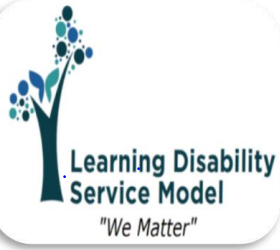 Learning Disability
Service Model
"We Matter"